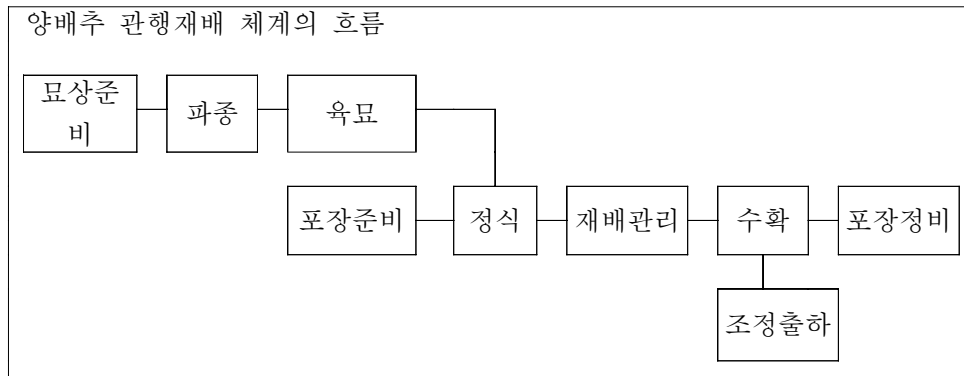 양배추 관행재배 체계의 흐름
묘상준
비
파종
육묘
포장준비
정식
재배관리
수확
포장정비
조정출하